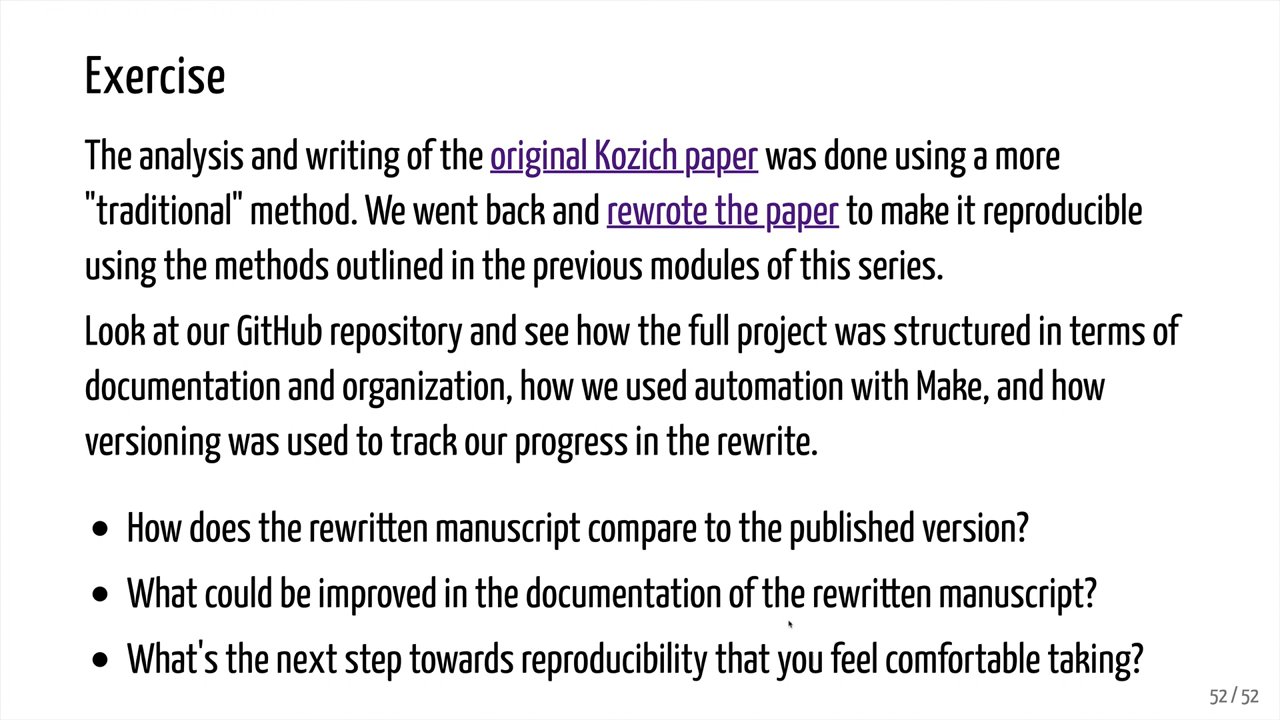 Exercise
The analysis and writing of the original Kozich paper was done using a more
"traditional" method. We went back and rewrote the paper to make it reproducible
using the methods outlined in the previous modules of this series.
Look at our GitHub repository and see how the full project was structured in terms of
documentation and organization, how we used automation with Make, and how
versioning was used to track our progress in the rewrite.
• How does the rewritten manuscript compare to the published version?
• What could be improved in the documentation of the rewritten manuscript?
• What's the next step towards reproducibility that you feel comfortable taking?
52 / 52